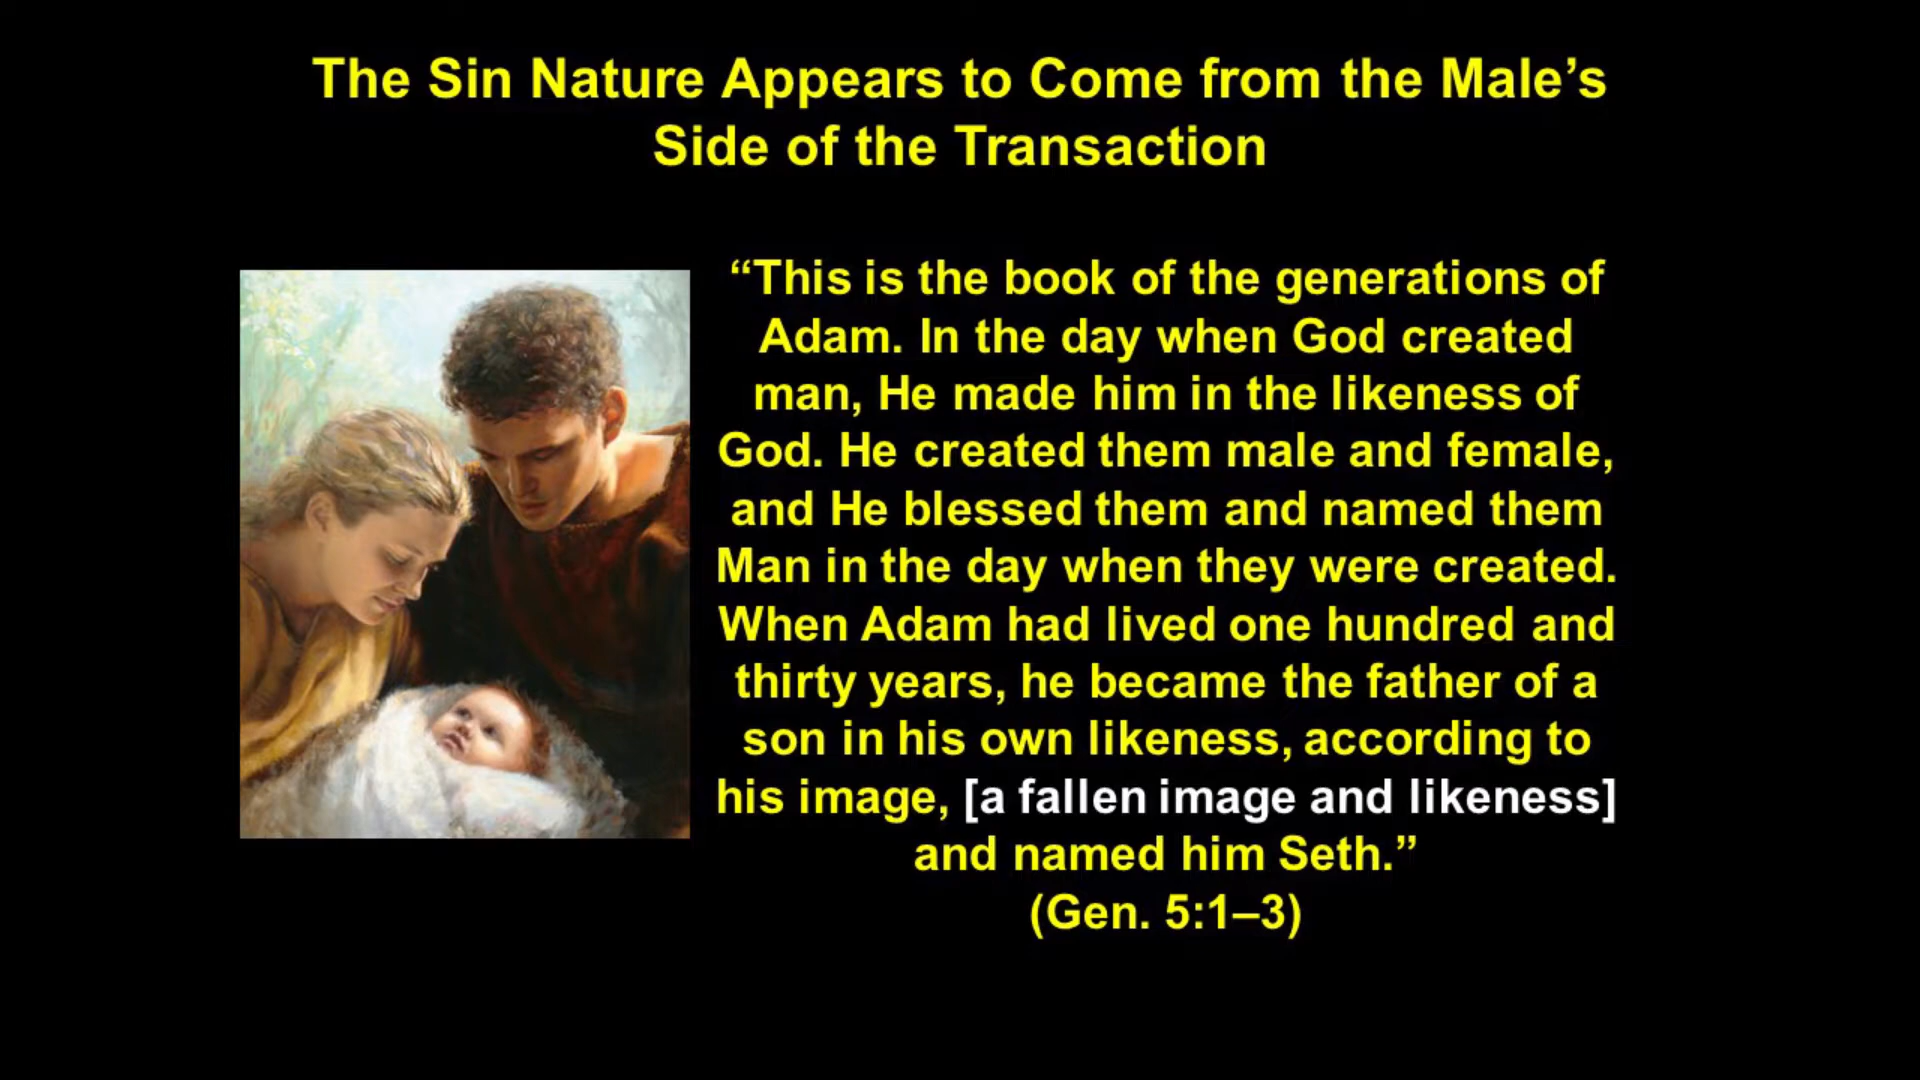 The Sin Nature Appears to Come from the Male’s
Side of the Transaction
“This is the book of the generations of
Adam. In the day when God created
man, He made him in the likeness of
God. He created them male and female,
and He blessed them and named them
Man in the day when they were created.
When Adam had lived one hundred and
thirty years, he became the father of a
son in his own likeness, according to
his image, [a fallen image and likeness]
and named him Seth.”
(Gen. 5:1–3)